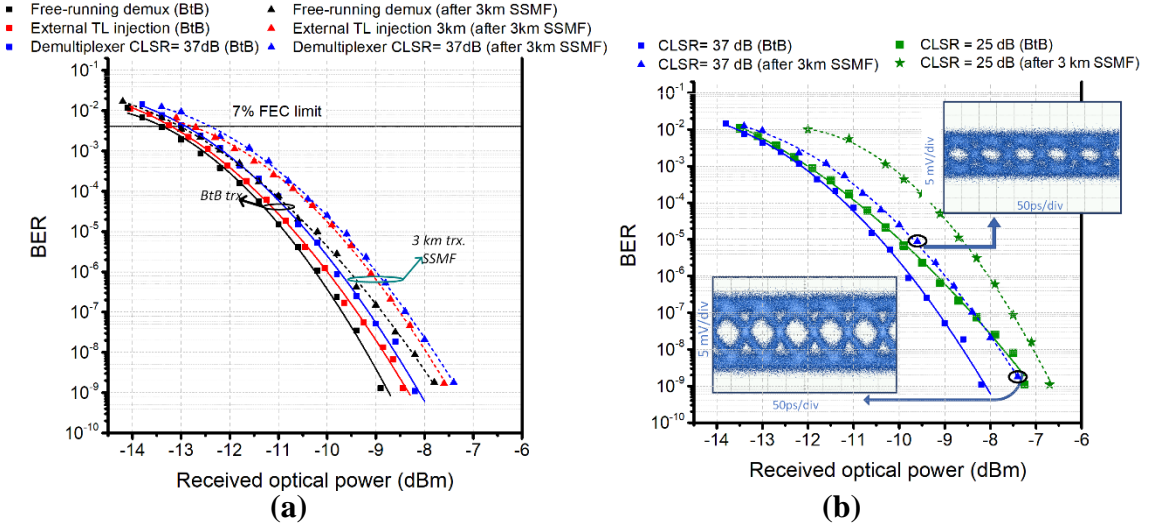 Free-running demux (BtB)
Free-running demux (after 3km SSMF)
External TL injection (BtB)
External TL injection 3km (after 3km SSMF)
Demultiplexer CLSR= 37dB (BtB)
Demultiplexer CLSR= 37dB (after 3km SSMF)
10-1
10-2
10-3
10-4
10-5
10-6
10-7
10-8
10-9
10-10
BER
7% FEC limit
BtB trx.
3 km trx.
SSMF
-14 -13 -12 -11 -10 -9 -8 -7 -6
Received optical power (dBm)
(a)
CLSR= 37 dB (BtB)
CLSR = 25 dB (BtB)
CLSR= 37 dB (after 3km SSMF)
CLSR = 25 dB (after 3 km SSMF)
10-1
10-2
10-3
10-4
10-5
10-6
10-7
10-8
10-9
10-10
BER
5 mV/div
50ps/div
5 mV/div
50ps/div
-14 -13 -12 -11 -10 -9 -8 -7 -6
Received optical power (dBm)
(b)